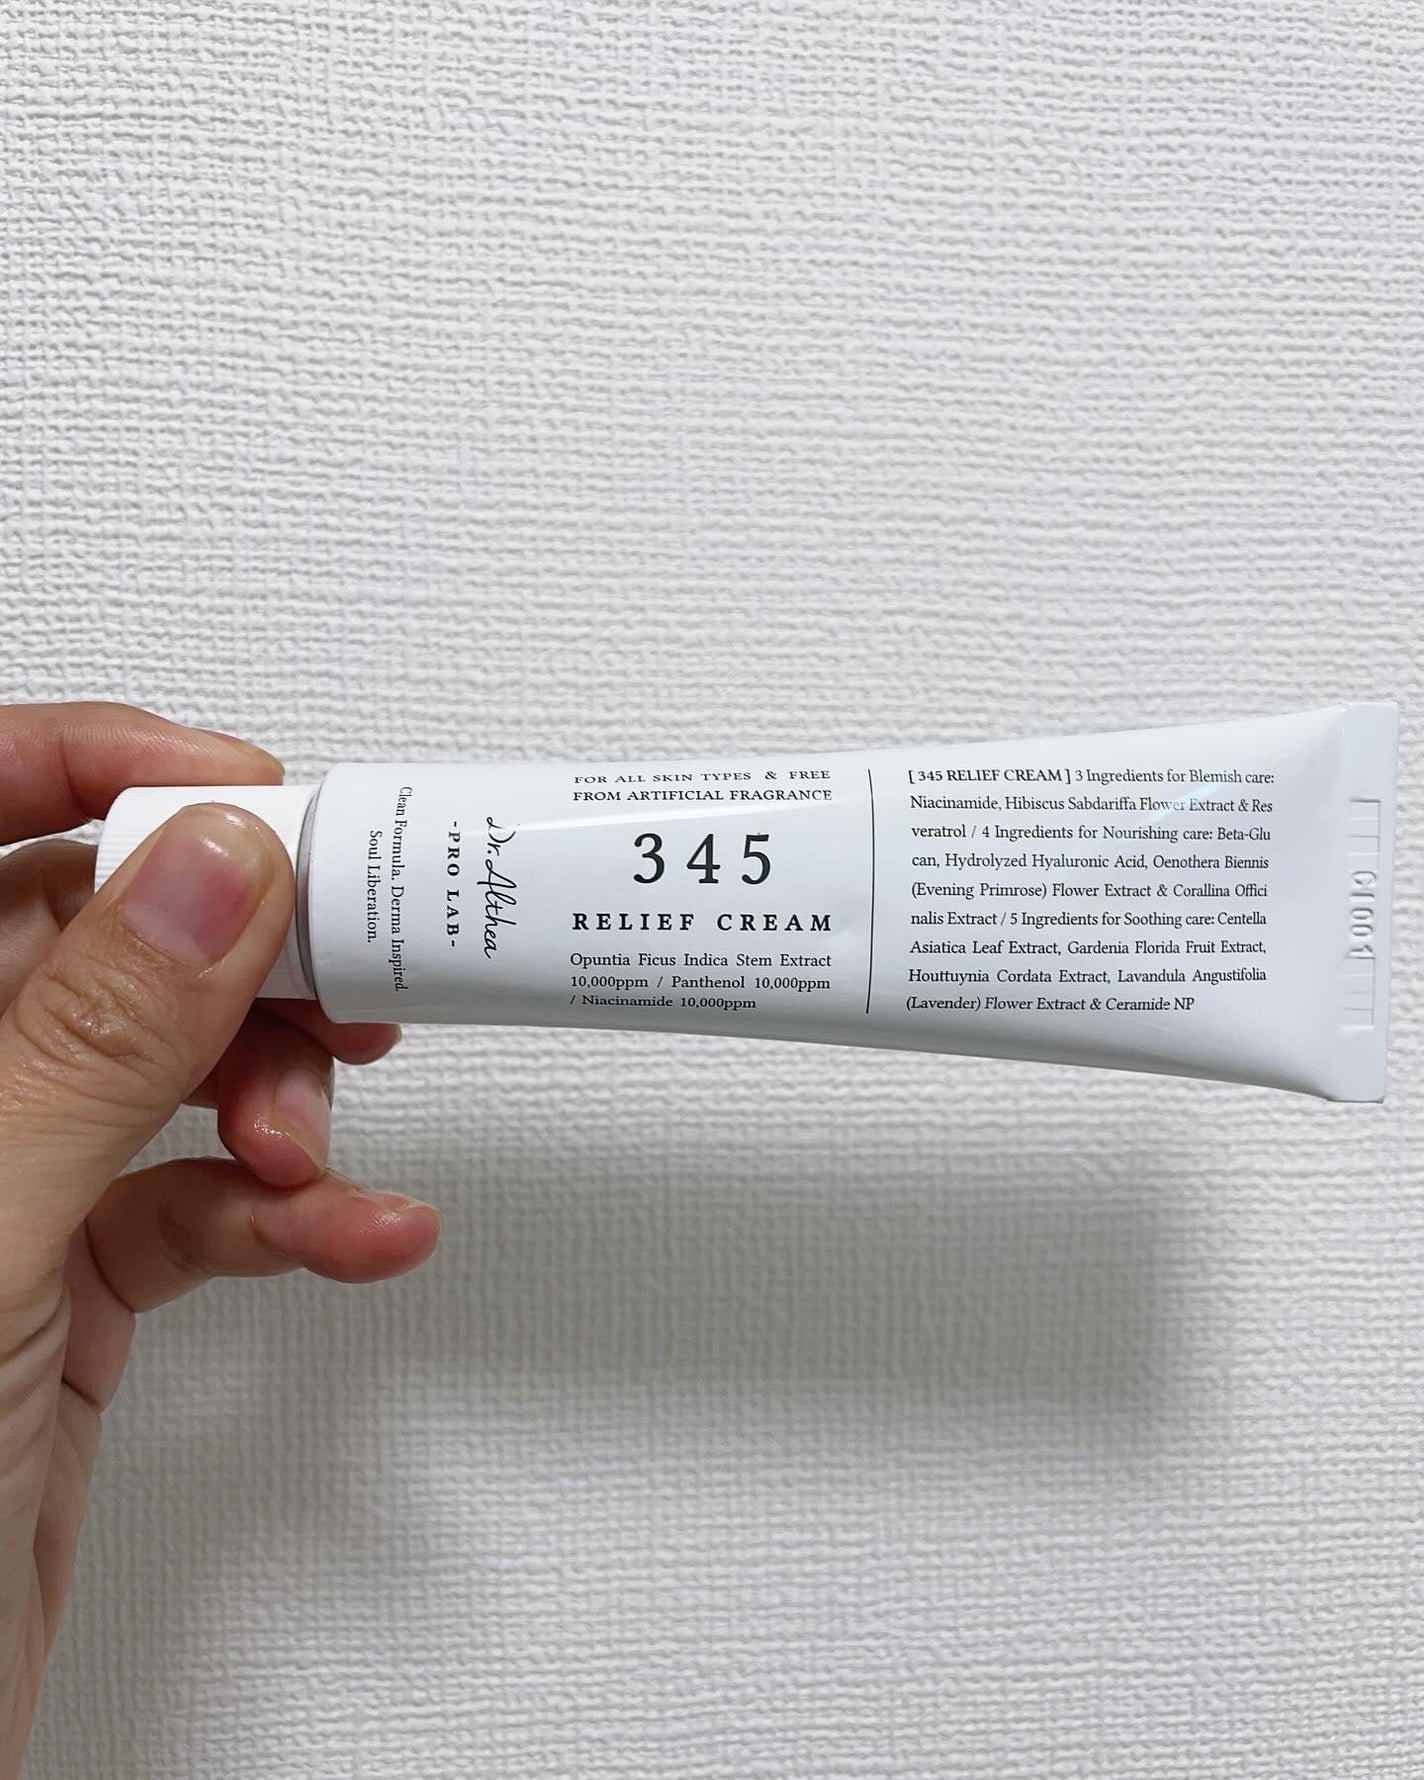 Clean Formula. Derma Inspired.
Soul Liberation.
-PRO LAB-
Dr.Althea
FOR ALL SKIN TYPES & FREE
FROM ARTIFICIAL FRAGRANCE
345
RELIEF CREAM
Opuntia Ficus Indica Stem Extract
10,000ppm / Panthenol 10,000ppm
/ Niacinamide 10,000ppm
[ 345 RELIEF CREAM ] 3 Ingredients for Blemish care:
Niacinamide, Hibiscus Sabdariffa Flower Extract & Res
veratrol / 4 Ingredients for Nourishing care: Beta-Glu
can, Hydrolyzed Hyaluronic Acid, Oenothera Biennis
(Evening Primrose) Flower Extract & Corallina Offici
nalis Extract / 5 Ingredients for Soothing care: Centella
Asiatica Leaf Extract, Gardenia Florida Fruit Extract,
Houttuynia Cordata Extract, Lavandula Angustifolia
(Lavender) Flower Extract & Ceramide NP